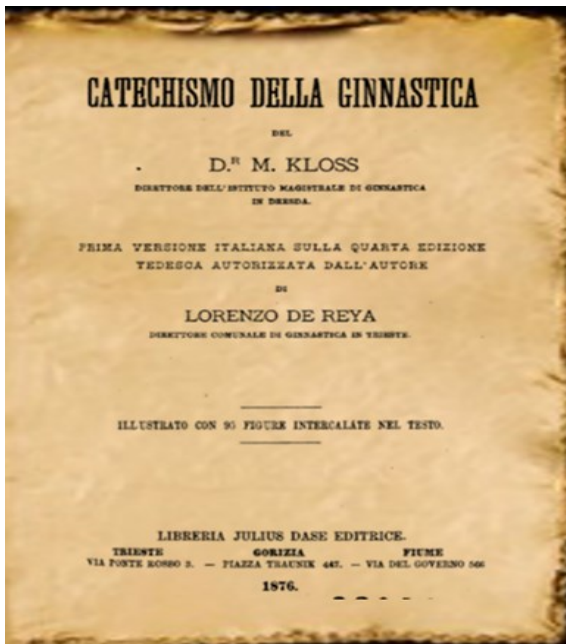 CATECHISMO DELLA GINNASTICA
DEL
D.R M. KLOSS
DIRETTORE DELL'ISTITUTO MAGISTRALE DI GINNASTICA
IN DRESDA.
PRIMA VERSIONE ITALIANA SULLA QUARTA EDIZIONE
TEDESCA AUTORIZZATA DALL'AUTORE
DI
LORENZO DE REYA
DIRETTORE COMUNALE DI GINNASTICA IN TRIESTE.
ILLUSTRATO CON 95 FIGURE INTERCALATE NEL TESTO.
LIBRERIA JULIUS DASE EDITRICE.
TRIESTE GORIZIA FIUME
VIA PONTE ROSSO 3. — PIAZZA TRAUNIK 447. — VIA DEL GOVERNO 566
1876.